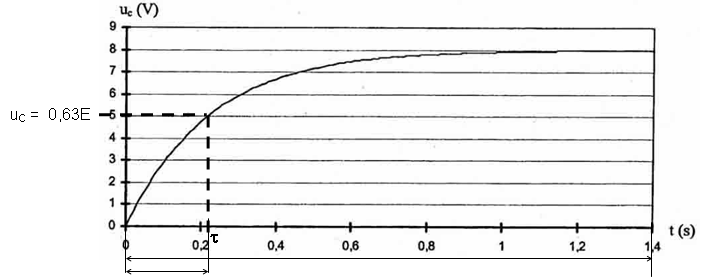 u_c (V)
9
8
7
6
u_C = 0,63E
5
4
3
2
1
0
0 0,2 τ 0,4 0,6 0,8 1 1,2 1,4
t (s)